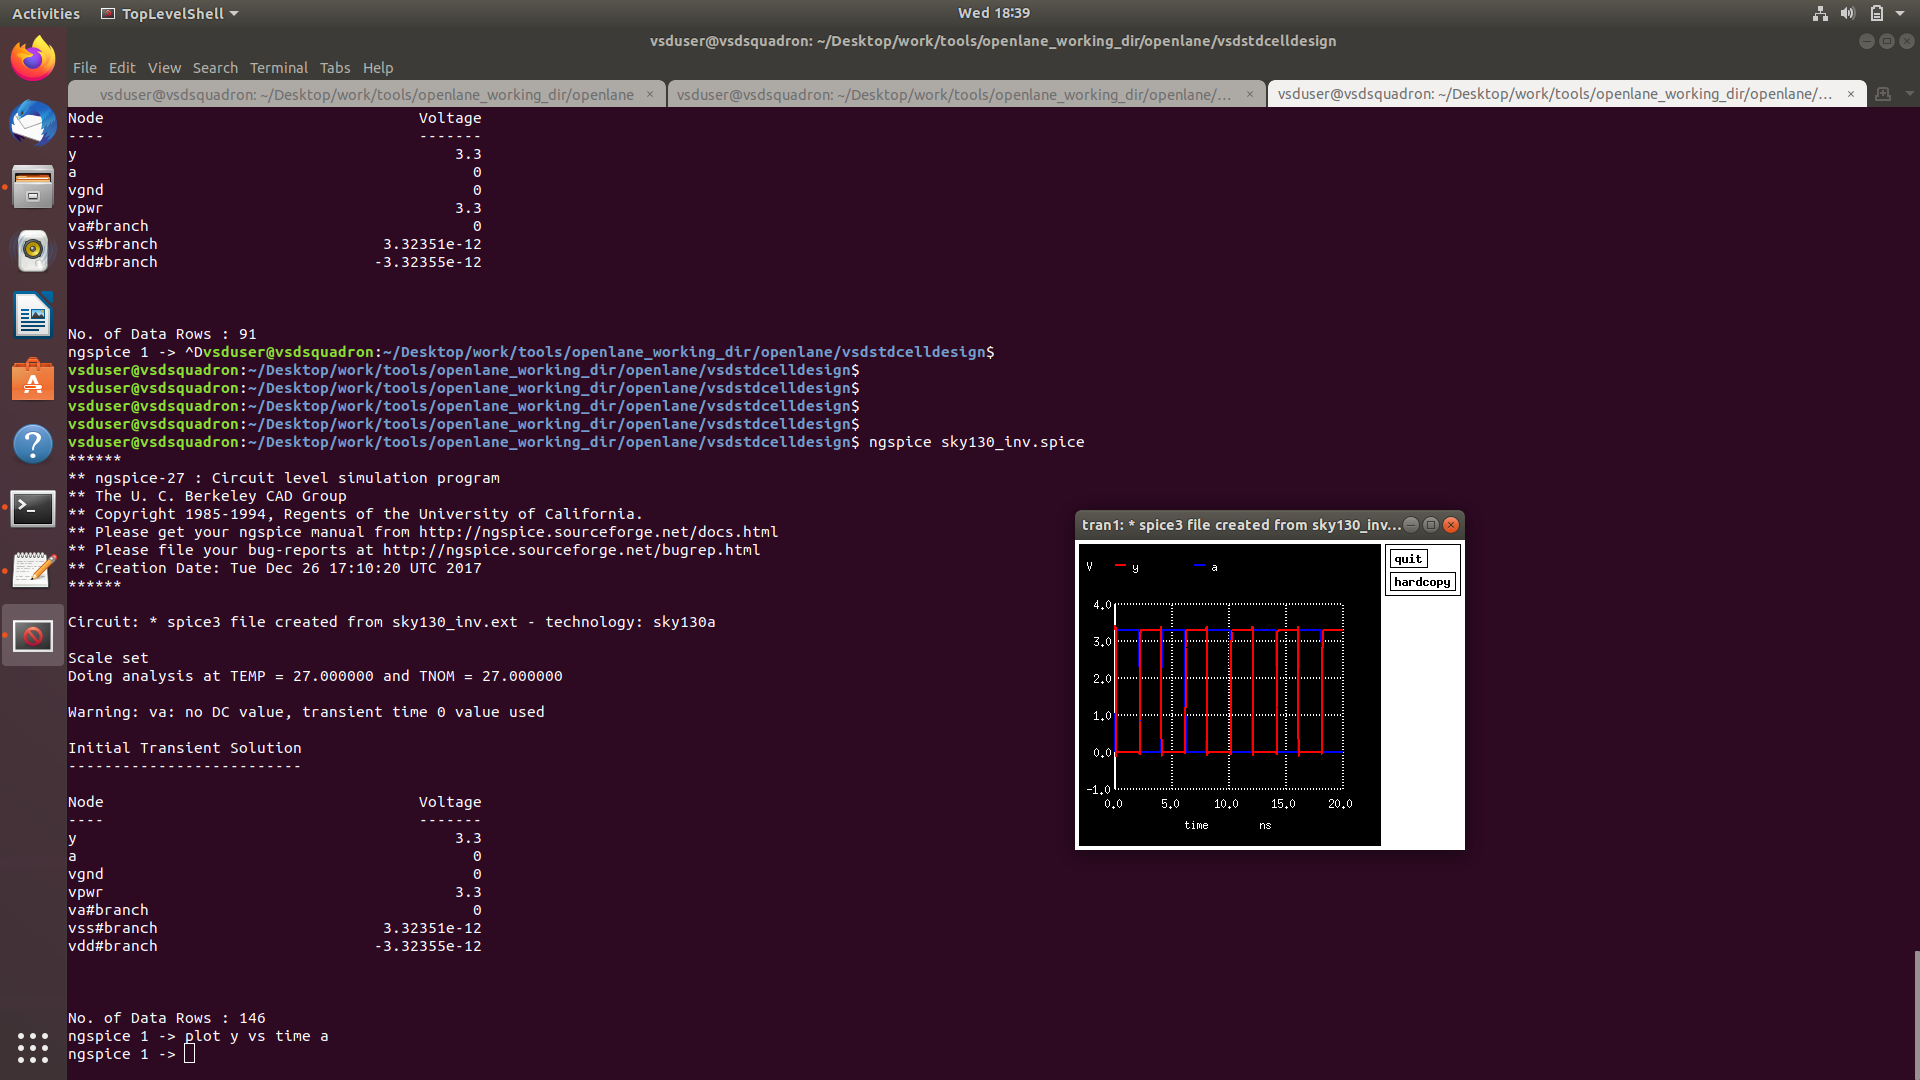 Activities TopLevelShell Wed 18:39
vsduser@vsdsquadron: ~/Desktop/work/tools/openlane_working_dir/openlane/vsdstdcelldesign
File Edit View Search Terminal Tabs Help
vsduser@vsdsquadron: ~/Desktop/work/tools/openlane_working_dir/openlane × vsduser@vsdsquadron: ~/Desktop/work/tools/openlane_working_dir/openlane/... × vsduser@vsdsquadron: ~/Desktop/work/tools/openlane_working_dir/openlane/... ×
Node Voltage
---- -------
y 3.3
a 0
vgnd 0
vpwr 3.3
va#branch 0
vss#branch 3.32351e-12
vdd#branch -3.32355e-12
No. of Data Rows : 91
ngspice 1 -> ^Dvsduser@vsdsquadron:~/Desktop/work/tools/openlane_working_dir/openlane/vsdstdcelldesign$
vsduser@vsdsquadron:~/Desktop/work/tools/openlane_working_dir/openlane/vsdstdcelldesign$
vsduser@vsdsquadron:~/Desktop/work/tools/openlane_working_dir/openlane/vsdstdcelldesign$
vsduser@vsdsquadron:~/Desktop/work/tools/openlane_working_dir/openlane/vsdstdcelldesign$
vsduser@vsdsquadron:~/Desktop/work/tools/openlane_working_dir/openlane/vsdstdcelldesign$
vsduser@vsdsquadron:~/Desktop/work/tools/openlane_working_dir/openlane/vsdstdcelldesign$ ngspice sky130_inv.spice
******
** ngspice-27 : Circuit level simulation program
** The U. C. Berkeley CAD Group
** Copyright 1985-1994, Regents of the University of California.
** Please get your ngspice manual from http://ngspice.sourceforge.net/docs.html
** Please file your bug-reports at http://ngspice.sourceforge.net/bugrep.html
** Creation Date: Tue Dec 26 17:10:20 UTC 2017
******
Circuit: * spice3 file created from sky130_inv.ext - technology: sky130a
Scale set
Doing analysis at TEMP = 27.000000 and TNOM = 27.000000
Warning: va: no DC value, transient time 0 value used
Initial Transient Solution
--------------------------
Node Voltage
---- -------
y 3.3
a 0
vgnd 0
vpwr 3.3
va#branch 0
vss#branch 3.32351e-12
vdd#branch -3.32355e-12
No. of Data Rows : 146
ngspice 1 -> plot y vs time a
ngspice 1 ->
tran1: * spice3 file created from sky130_inv...
quit
hardcopy
V y a
4.0
3.0
2.0
1.0
0.0
-1.0
0.0 5.0 10.0 15.0 20.0
time ns